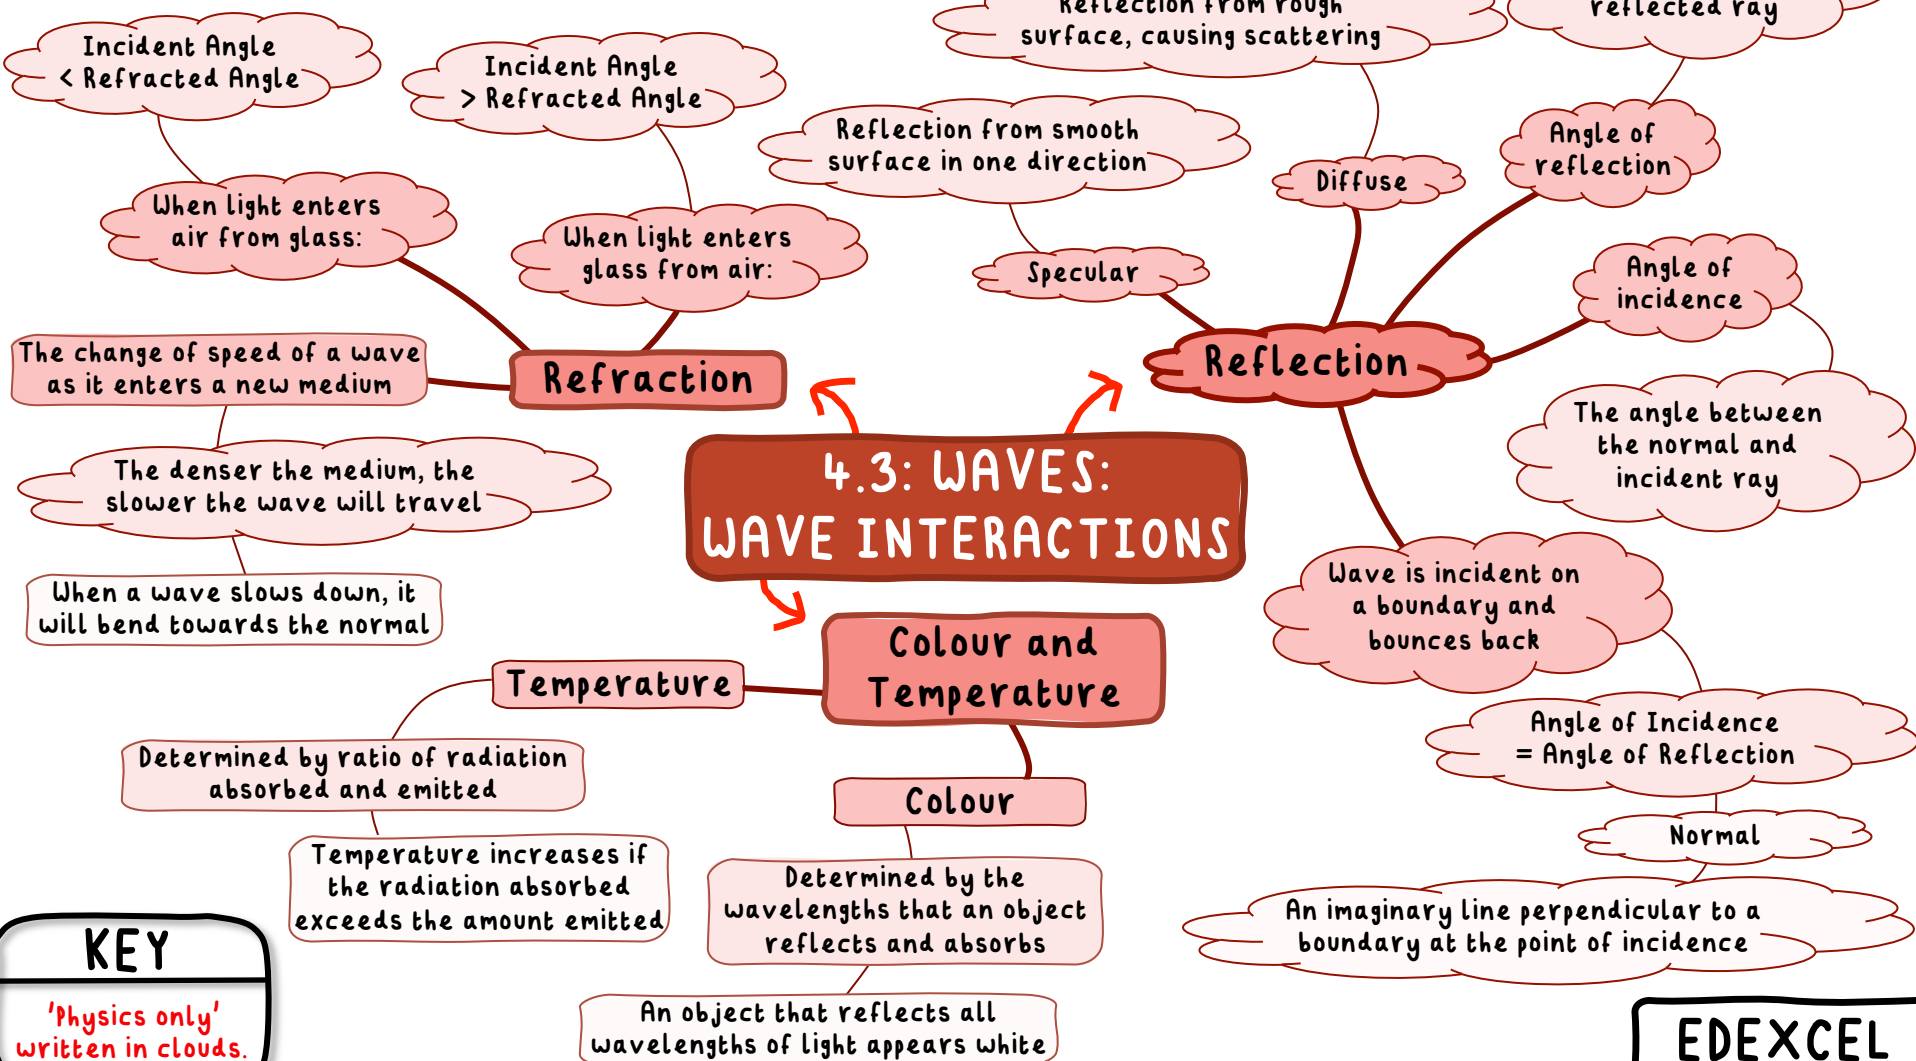 Incident Angle
< Refracted Angle
Incident Angle
> Refracted Angle
Reflection from rough
surface, causing scattering
reflected ray
Reflection from smooth
surface in one direction
Angle of
reflection
Diffuse
When light enters
air from glass:
When light enters
glass from air:
Specular
Angle of
incidence
The change of speed of a wave
as it enters a new medium
Refraction
Reflection
The angle between
the normal and
incident ray
The denser the medium, the
slower the wave will travel
4.3: WAVES:
WAVE INTERACTIONS
When a wave slows down, it
will bend towards the normal
Wave is incident on
a boundary and
bounces back
Colour and
Temperature
Temperature
Angle of Incidence
= Angle of Reflection
Determined by ratio of radiation
absorbed and emitted
Colour
Normal
Temperature increases if
the radiation absorbed
exceeds the amount emitted
Determined by the
wavelengths that an object
reflects and absorbs
An imaginary line perpendicular to a
boundary at the point of incidence
KEY
'Physics only'
written in clouds.
An object that reflects all
wavelengths of light appears white
EDEXCEL